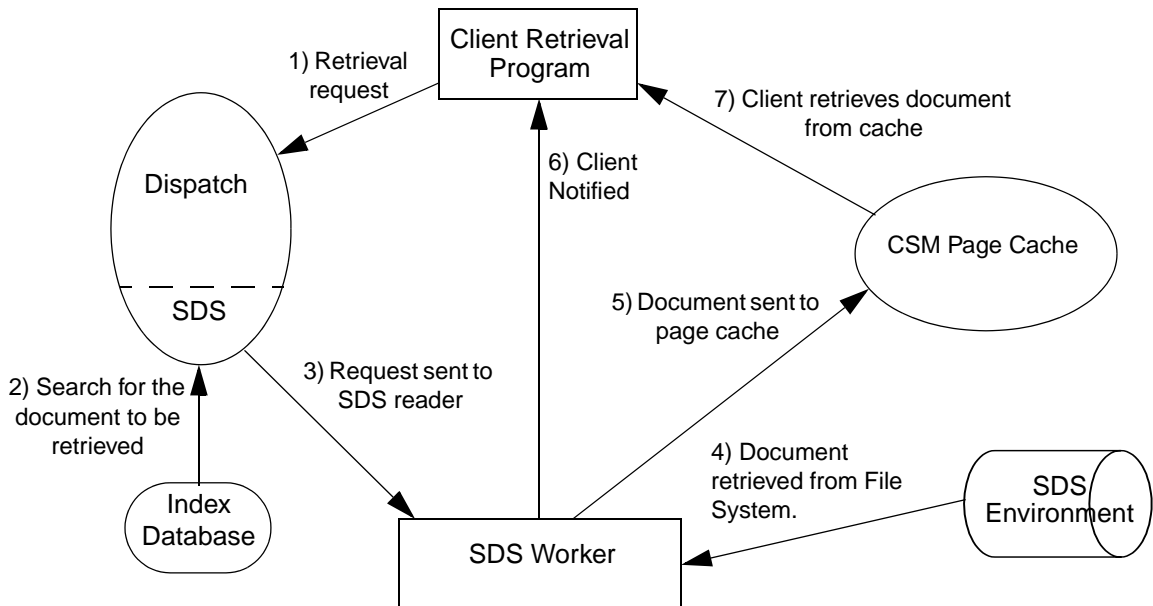 Client Retrieval
Program
1) Retrieval
request
7) Client retrieves document
from cache
6) Client
Notified
Dispatch
SDS
CSM Page Cache
5) Document sent to
page cache
3) Request sent to
SDS reader
2) Search for the
document to be
retrieved
4) Document
retrieved from File
System.
Index
Database
SDS
Environment
SDS Worker